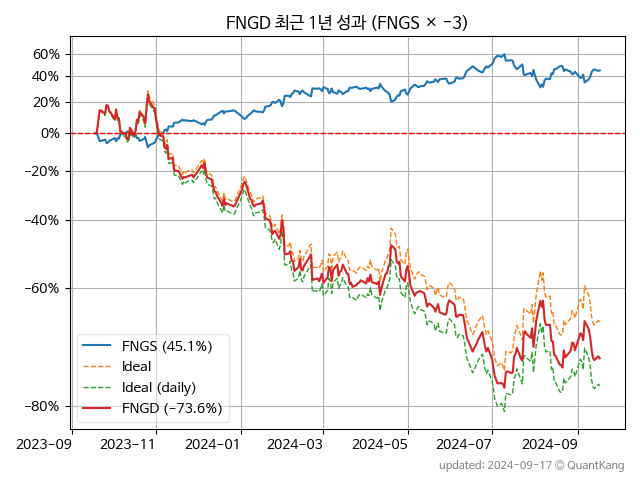 FNGD 최근 1년 성과 (FNGS × −3)
60%
40%
20%
0%
−20%
−40%
−60%
−80%
FNGS (45.1%)
Ideal
Ideal (daily)
FNGD (−73.6%)
2023-09 2023-11 2024-01 2024-03 2024-05 2024-07 2024-09
updated: 2024-09-17 © QuantKang